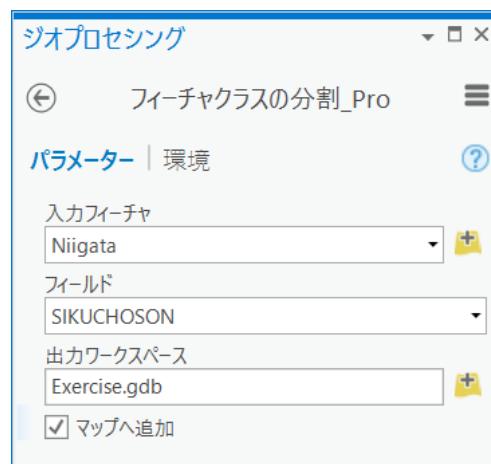 ジオプロセシング
フィーチャクラスの分割_Pro
パラメーター | 環境
入力フィーチャ
Niigata
フィールド
SIKUCHOSON
出力ワークスペース
Exercise.gdb
マップへ追加